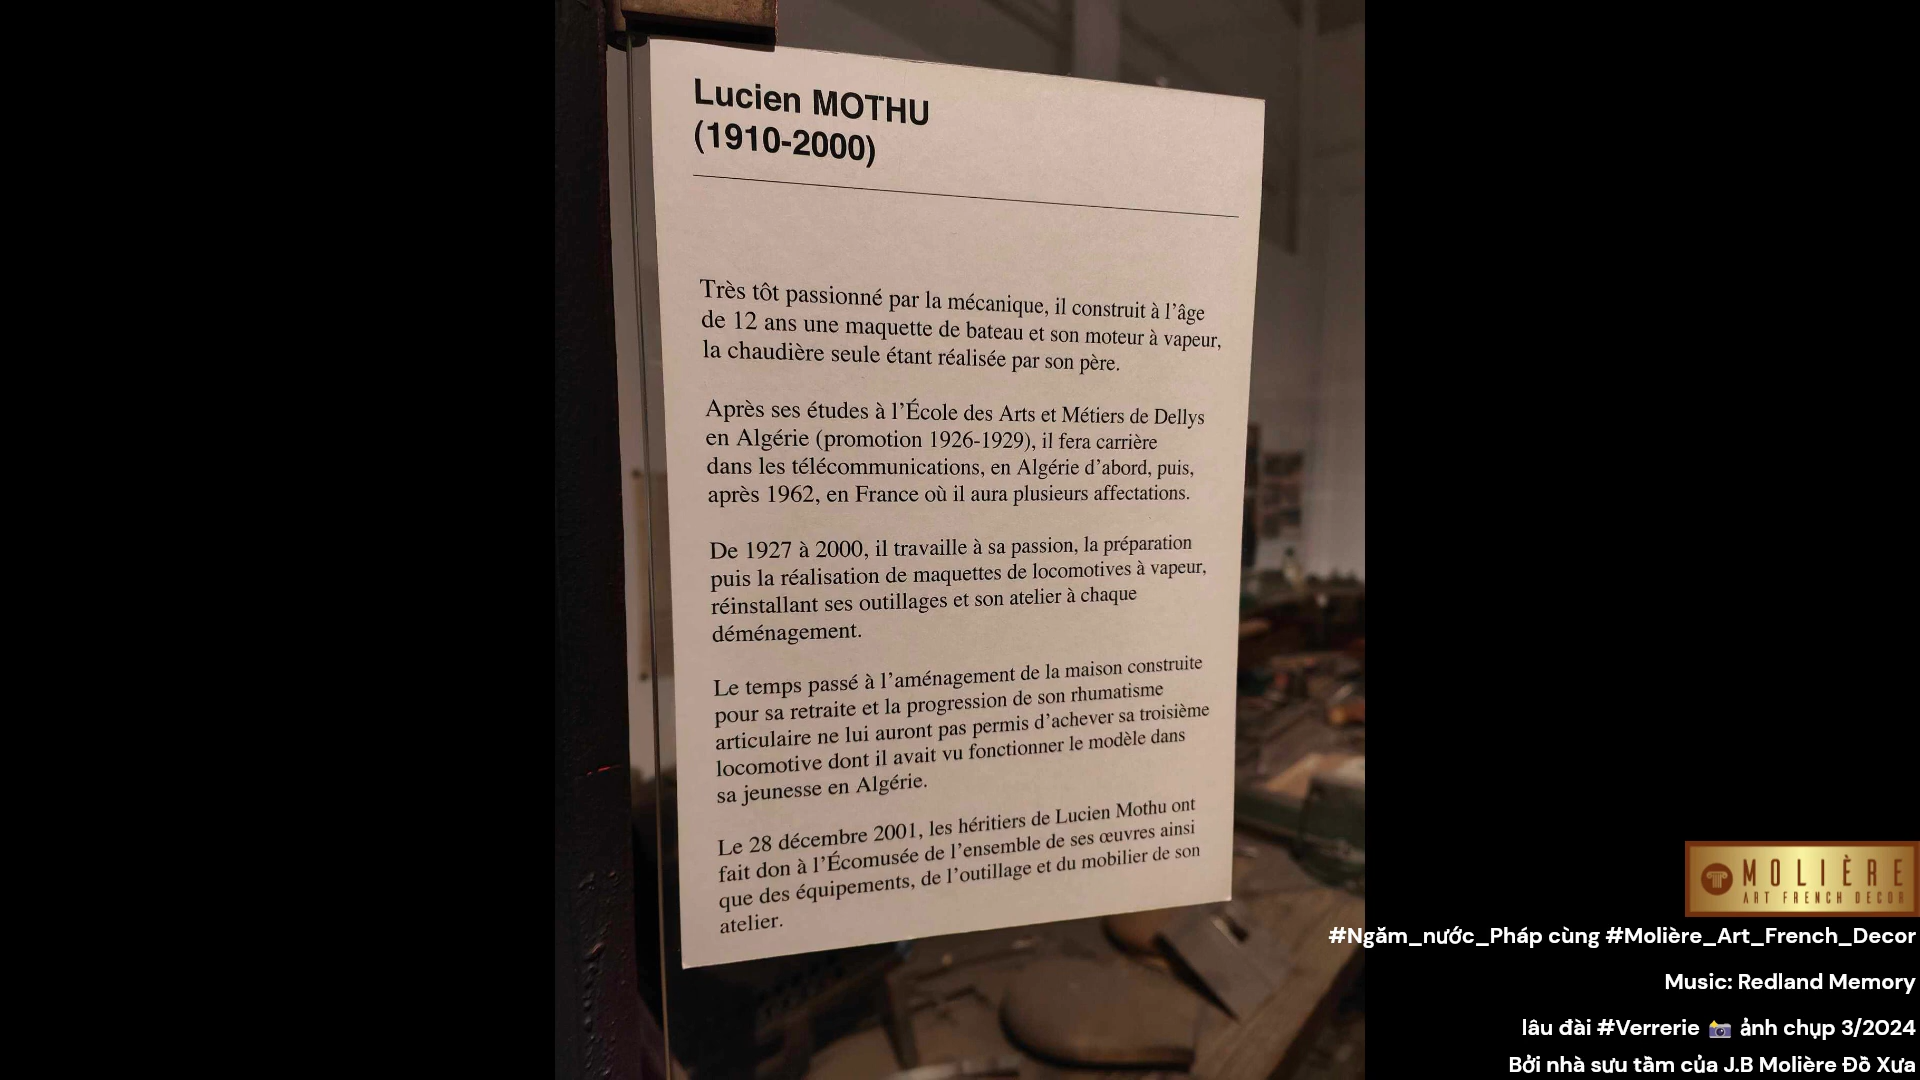 Lucien MOTHU
(1910-2000)
Très tôt passionné par la mécanique, il construit à l'âge
de 12 ans une maquette de bateau et son moteur à vapeur,
la chaudière seule étant réalisée par son père.
Après ses études à l'École des Arts et Métiers de Dellys
en Algérie (promotion 1926-1929), il fera carrière
dans les télécommunications, en Algérie d'abord, puis,
après 1962, en France où il aura plusieurs affectations.
De 1927 à 2000, il travaille à sa passion, la préparation
puis la réalisation de maquettes de locomotives à vapeur,
réinstallant ses outillages et son atelier à chaque
déménagement.
Le temps passé à l'aménagement de la maison construite
pour sa retraite et la progression de son rhumatisme
articulaire ne lui auront pas permis d'achever sa troisième
locomotive dont il avait vu fonctionner le modèle dans
sa jeunesse en Algérie.
Le 28 décembre 2001, les héritiers de Lucien Mothu ont
fait don à l'Écomusée de l'ensemble de ses œuvres ainsi
que des équipements, de l'outillage et du mobilier de son
atelier.
MOLIÈRE
ART FRENCH DECOR
#Ngăm_nước_Pháp cùng #Molière_Art_French_Decor
Music: Redland Memory
lâu đài #Verrerie 📸 ảnh chụp 3/2024
Bởi nhà sưu tầm của J.B Molière Đồ Xưa